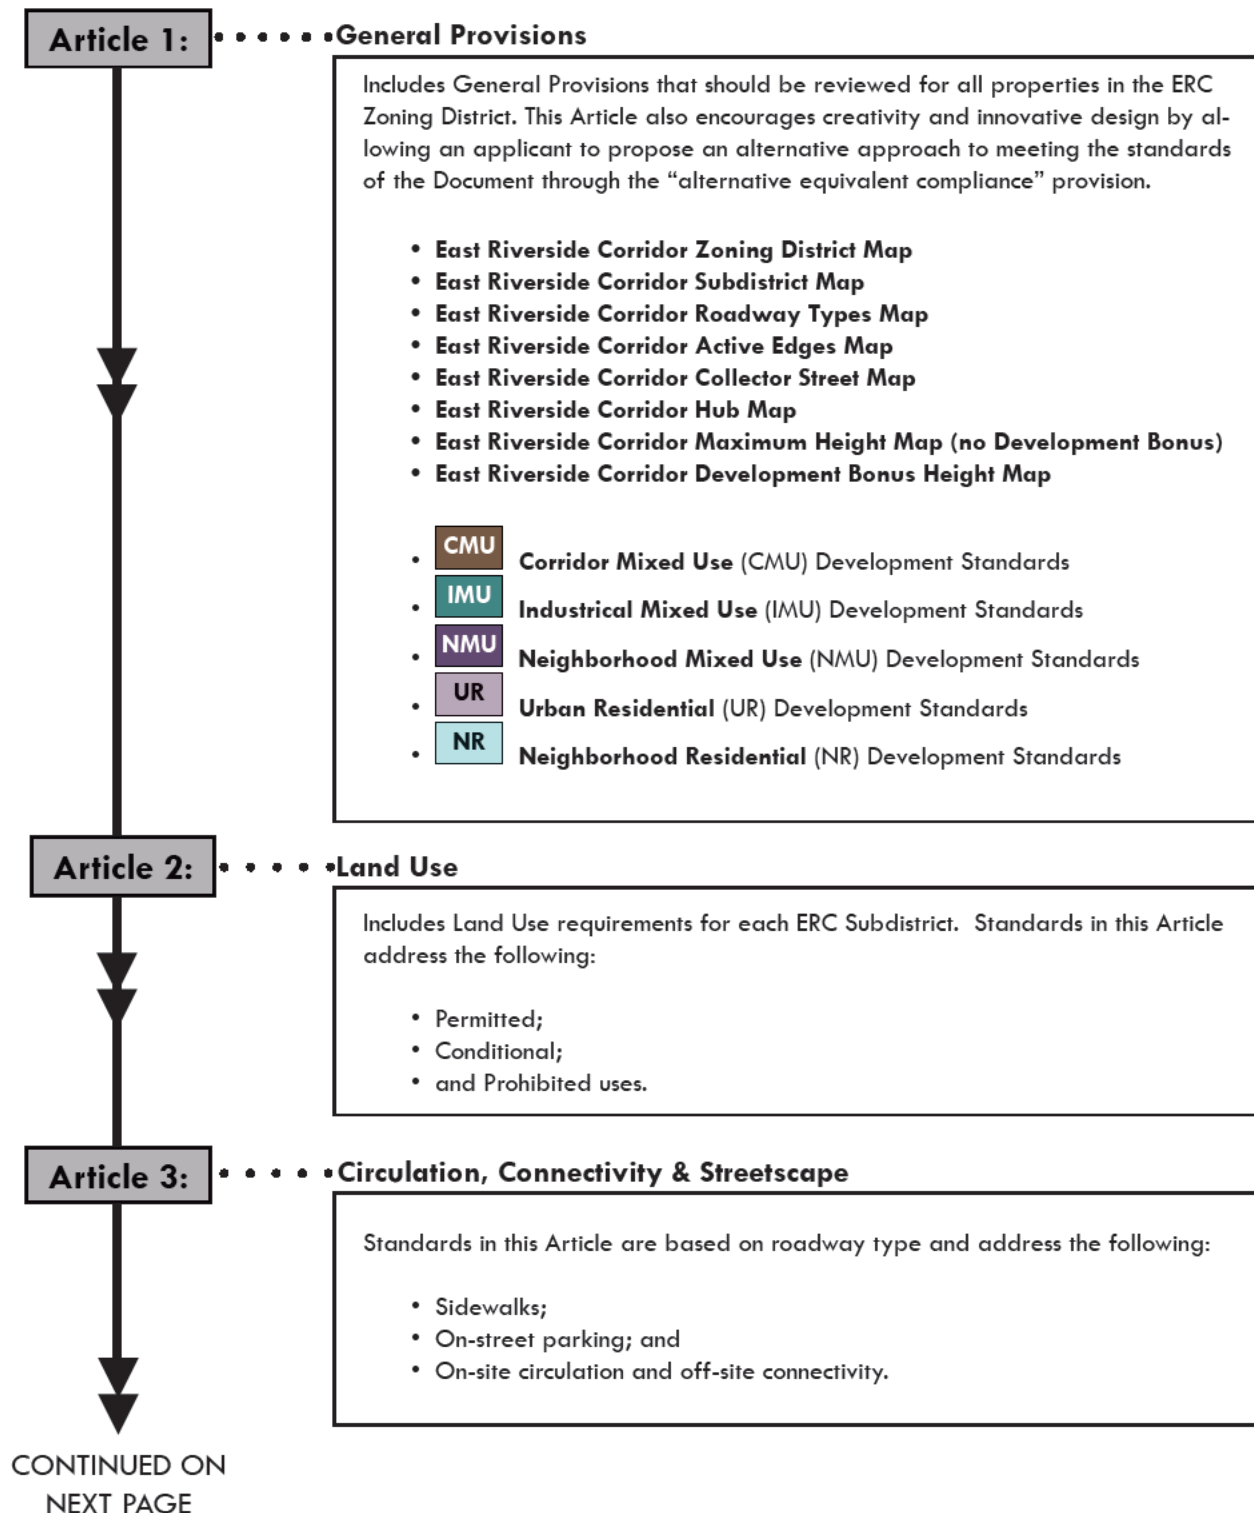 Article 1:
General Provisions
Includes General Provisions that should be reviewed for all properties in the ERC
Zoning District. This Article also encourages creativity and innovative design by al-
lowing an applicant to propose an alternative approach to meeting the standards
of the Document through the “alternative equivalent compliance” provision.
• East Riverside Corridor Zoning District Map
• East Riverside Corridor Subdistrict Map
• East Riverside Corridor Roadway Types Map
• East Riverside Corridor Active Edges Map
• East Riverside Corridor Collector Street Map
• East Riverside Corridor Hub Map
• East Riverside Corridor Maximum Height Map (no Development Bonus)
• East Riverside Corridor Development Bonus Height Map
• CMU Corridor Mixed Use (CMU) Development Standards
• IMU Industrical Mixed Use (IMU) Development Standards
• NMU Neighborhood Mixed Use (NMU) Development Standards
• UR Urban Residential (UR) Development Standards
• NR Neighborhood Residential (NR) Development Standards
Article 2:
Land Use
Includes Land Use requirements for each ERC Subdistrict. Standards in this Article
address the following:
• Permitted;
• Conditional;
• and Prohibited uses.
Article 3:
Circulation, Connectivity & Streetscape
Standards in this Article are based on roadway type and address the following:
• Sidewalks;
• On-street parking; and
• On-site circulation and off-site connectivity.
CONTINUED ON
NEXT PAGE